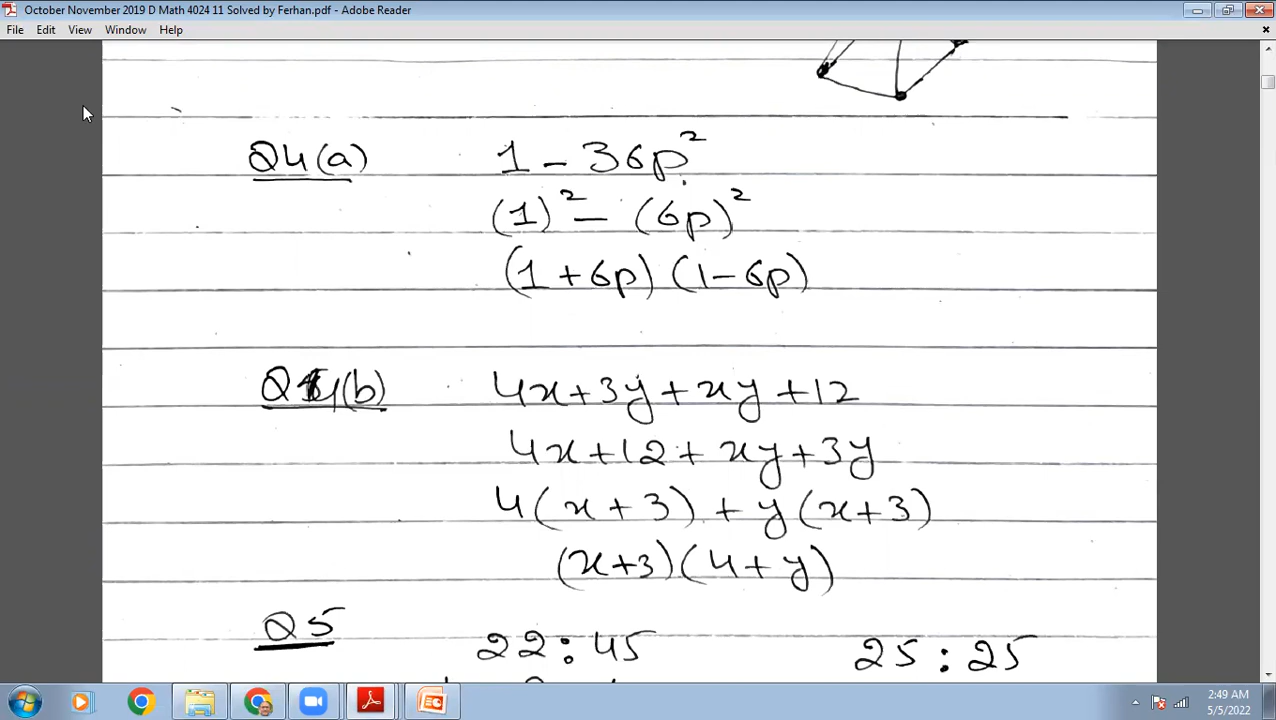 October November 2019 D Math 4024 11 Solved by Ferhan.pdf - Adobe Reader
File Edit View Window Help
Q4(a) 1 - 36p²
(1)² - (6p)²
(1+6p) (1-6p)
Q4(b) 4x+3y+xy+12
4x+12+xy+3y
4(x+3) + y(x+3)
(x+3)(4+y)
Q5 22:45 25:25
2:49 AM
5/5/2022